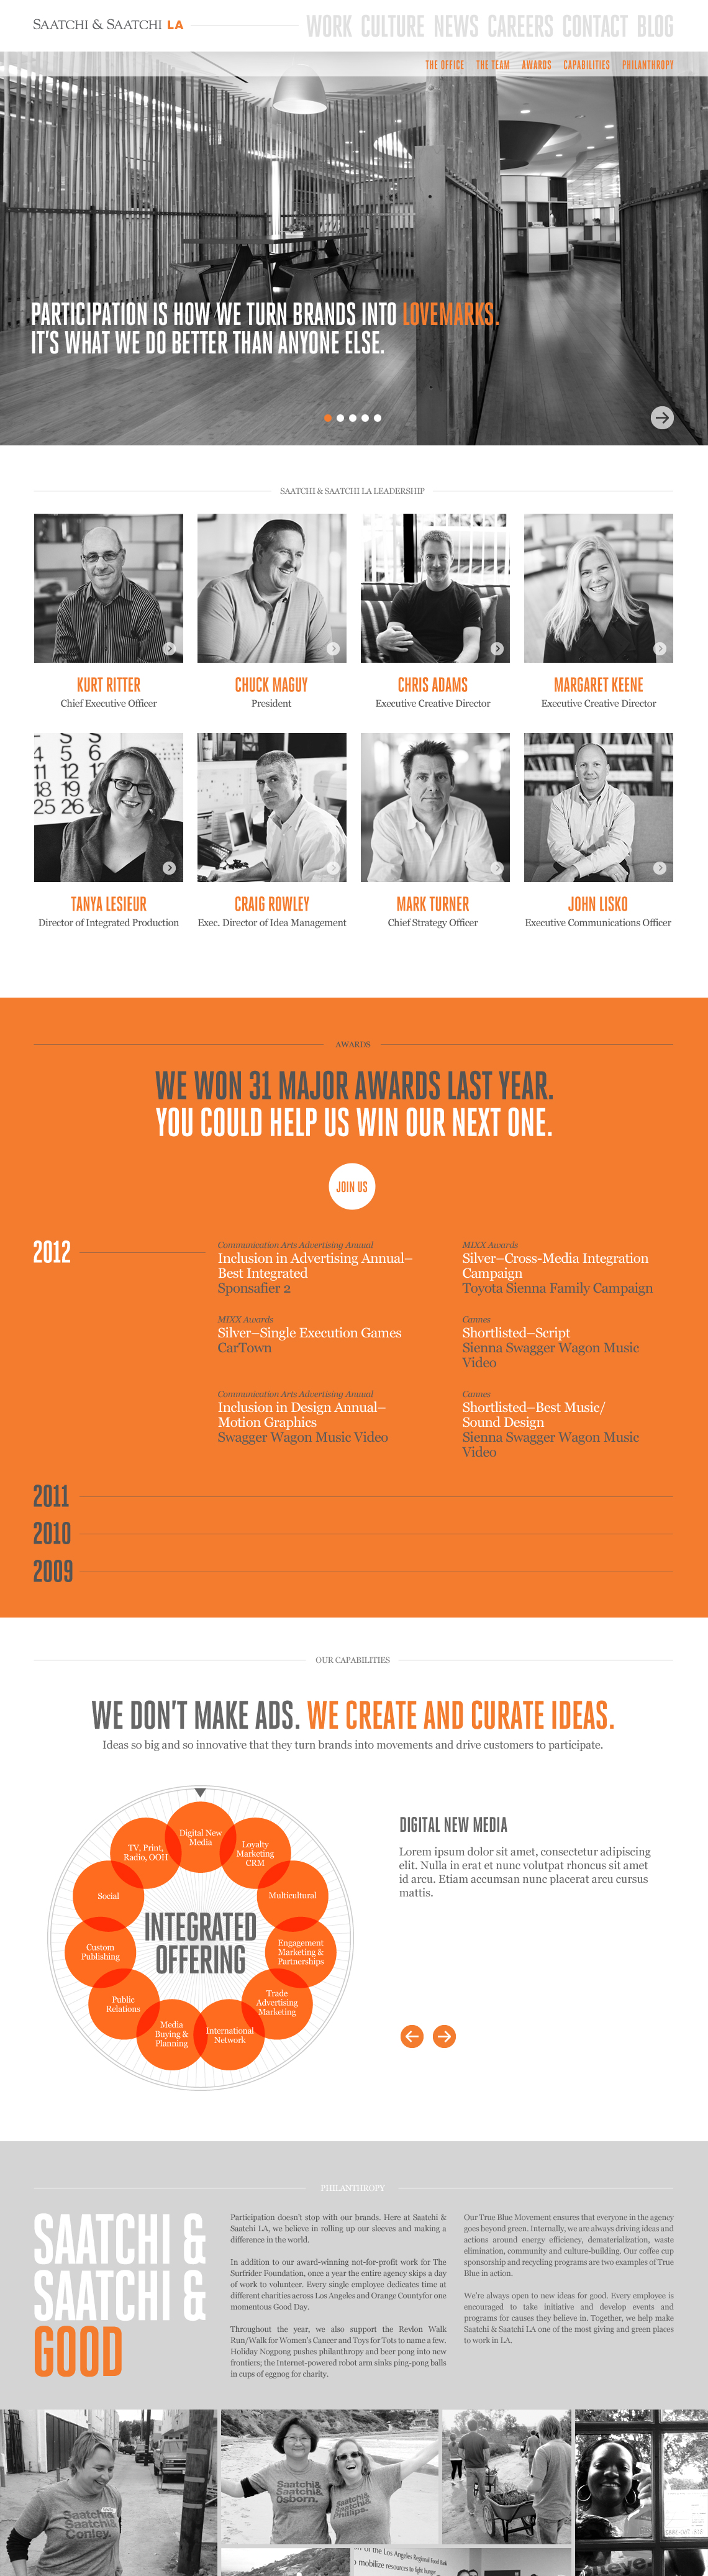 SAATCHI & SAATCHI LA
WORK CULTURE NEWS CAREERS CONTACT BLOG
THE OFFICE THE TEAM AWARDS CAPABILITIES PHILANTHROPY
PARTICIPATION IS HOW WE TURN BRANDS INTO LOVEMARKS.
IT'S WHAT WE DO BETTER THAN ANYONE ELSE.
SAATCHI & SAATCHI LA LEADERSHIP
KURT RITTER
Chief Executive Officer
CHUCK MAGUY
President
CHRIS ADAMS
Executive Creative Director
MARGARET KEENE
Executive Creative Director
TANYA LESIEUR
Director of Integrated Production
CRAIG ROWLEY
Exec. Director of Idea Management
MARK TURNER
Chief Strategy Officer
JOHN LISKO
Executive Communications Officer
AWARDS
WE WON 31 MAJOR AWARDS LAST YEAR.
YOU COULD HELP US WIN OUR NEXT ONE.
JOIN US
2012
Communication Arts Advertising Annual
Inclusion in Advertising Annual–
Best Integrated
Sponsafier 2
MIXX Awards
Silver–Cross-Media Integration
Campaign
Toyota Sienna Family Campaign
MIXX Awards
Silver–Single Execution Games
CarTown
Cannes
Shortlisted–Script
Sienna Swagger Wagon Music
Video
Communication Arts Advertising Annual
Inclusion in Design Annual–
Motion Graphics
Swagger Wagon Music Video
Cannes
Shortlisted–Best Music/
Sound Design
Sienna Swagger Wagon Music
Video
2011
2010
2009
OUR CAPABILITIES
WE DON'T MAKE ADS. WE CREATE AND CURATE IDEAS.
Ideas so big and so innovative that they turn brands into movements and drive customers to participate.
INTEGRATED
OFFERING
Digital New
Media
Loyalty
Marketing
CRM
Multicultural
Engagement
Marketing &
Partnerships
Trade
Advertising
Marketing
International
Network
Media
Buying &
Planning
Public
Relations
Custom
Publishing
Social
TV, Print,
Radio, OOH
DIGITAL NEW MEDIA
Lorem ipsum dolor sit amet, consectetur adipiscing
elit. Nulla in erat et nunc volutpat rhoncus sit amet
id arcu. Etiam accumsan nunc placerat arcu cursus
mattis.
PHILANTHROPY
SAATCHI &
SAATCHI &
GOOD
Participation doesn't stop with our brands. Here at Saatchi &
Saatchi LA, we believe in rolling up our sleeves and making a
difference in the world.
In addition to our award-winning not-for-profit work for The
Surfrider Foundation, once a year the entire agency skips a day
of work to volunteer. Every single employee dedicates time at
different charities across Los Angeles and Orange Countyfor one
momentous Good Day.
Throughout the year, we also support the Revlon Walk
Run/Walk for Women's Cancer and Toys for Tots to name a few.
Holiday Nogpong pushes philanthropy and beer pong into new
frontiers; the Internet-powered robot arm sinks ping-pong balls
in cups of eggnog for charity.
Our True Blue Movement ensures that everyone in the agency
goes beyond green. Internally, we are always driving ideas and
actions around energy efficiency, dematerialization, waste
elimination, community and culture-building. Our coffee cup
sponsorship and recycling programs are two examples of True
Blue in action.
We're always open to new ideas for good. Every employee is
encouraged to take initiative and develop events and
programs for causes they believe in. Together, we help make
Saatchi & Saatchi LA one of the most giving and green places
to work in LA.
Saatchi&
Saatchi&
Conley.
Saatchi&
Saatchi&
Osborn.
Saatchi&
Saatchi&
Phillips.
of the Los Angeles Regional Food Bank
mobilize resources to fight hunger